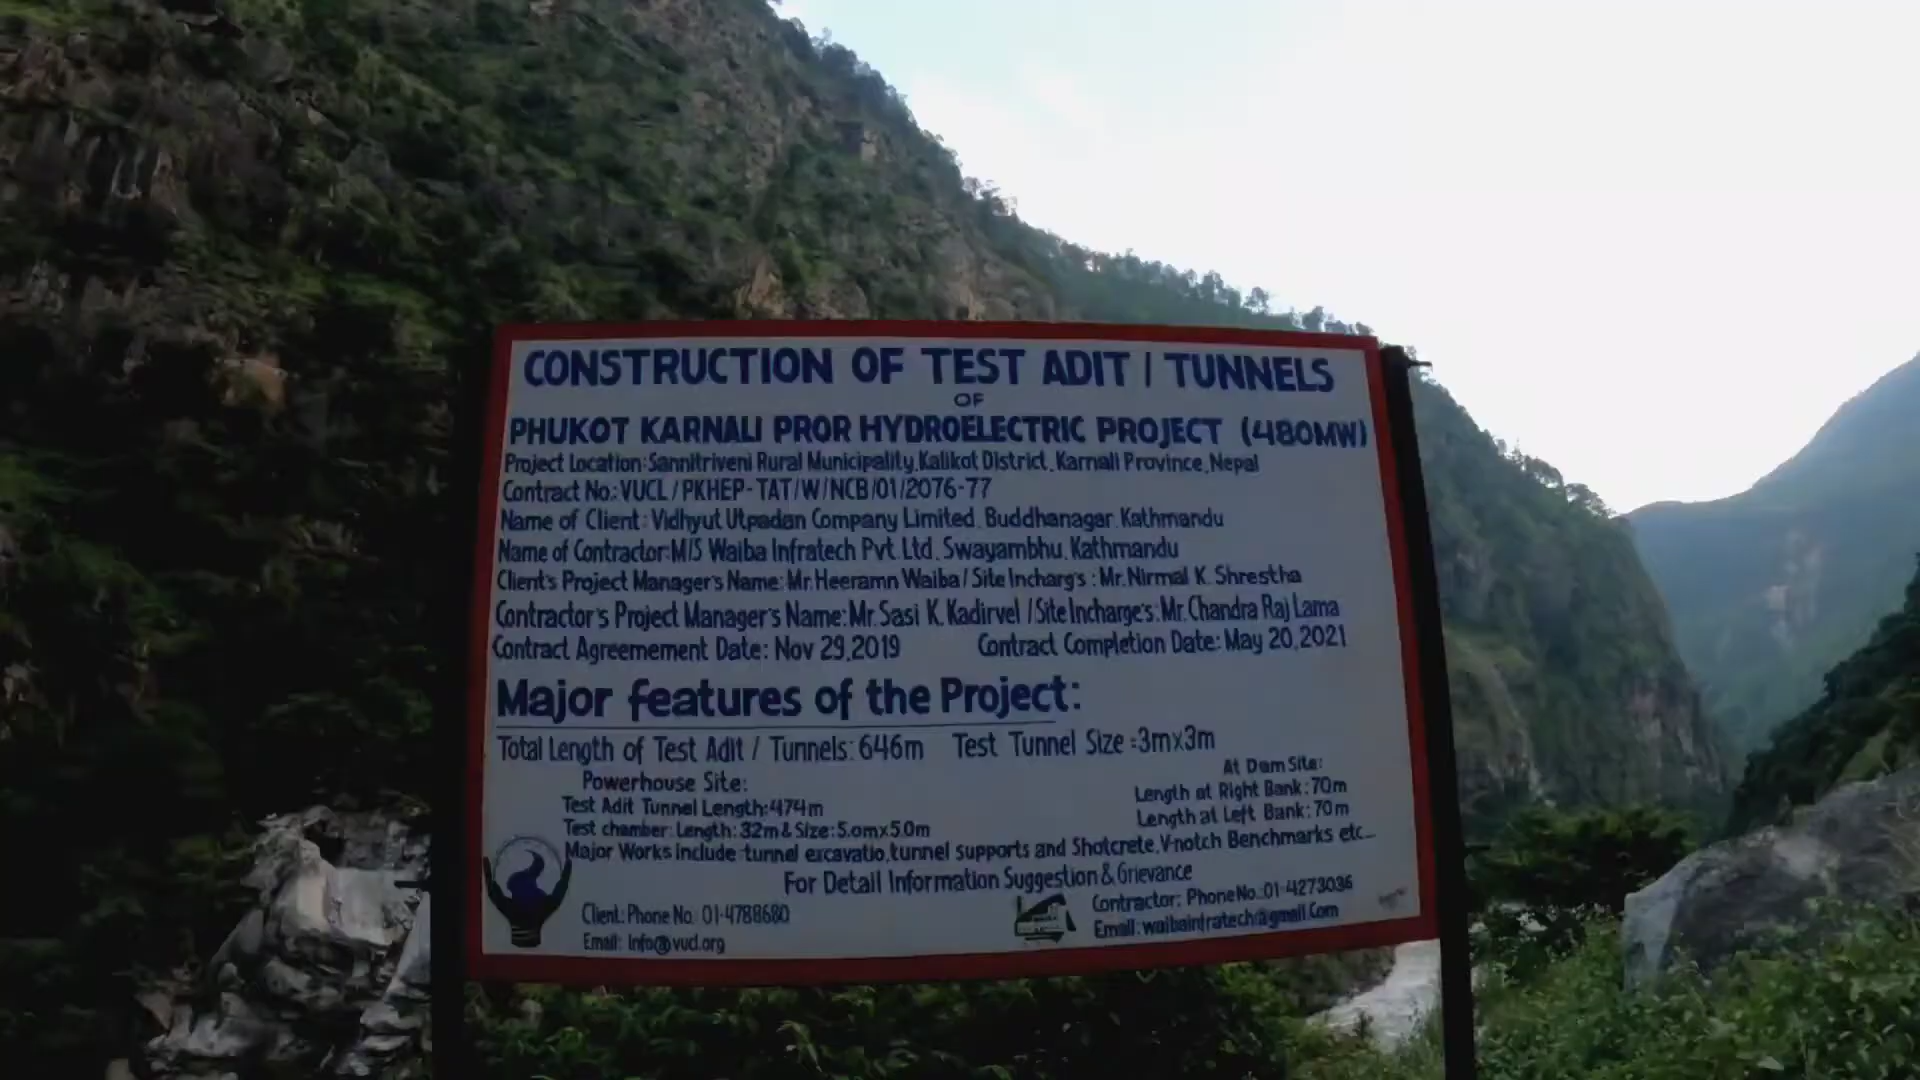 CONSTRUCTION OF TEST ADIT / TUNNELS
OF
PHUKOT KARNALI PROR HYDROELECTRIC PROJECT (480MW)
Project Location: Sannitriveni Rural Municipality, Kalikot District, Karnali Province, Nepal
Contract No.: VUCL / PKHEP-TAT/W/NCB/01/2076-77
Name of Client: Vidhyut Utpadan Company Limited, Buddhanagar, Kathmandu
Name of Contractor: M/S Waiba Infratech Pvt. Ltd., Swayambhu, Kathmandu
Client's Project Manager's Name: Mr. Heeramn Waiba / Site Incharg's : Mr. Nirmal K. Shrestha
Contractor's Project Manager's Name: Mr. Sasi K. Kadirvel / Site Incharge's: Mr. Chandra Raj Lama
Contract Agreemement Date: Nov 29,2019 Contract Completion Date: May 20,2021
Major features of the Project:
Total Length of Test Adit / Tunnels: 646m Test Tunnel Size =3mx3m
Powerhouse Site:
Test Adit Tunnel Length: 474m
Test chamber: Length: 32m & Size: 5.0mx5.0m
At Dam Site:
Length at Right Bank: 70m
Length at Left Bank: 70m
Major Works include tunnel excavatio, tunnel supports and Shotcrete, V-notch Benchmarks etc...
For Detail Information Suggestion & Grievance
Client: Phone No. 01-4788680
Email: Info@vucl.org
Contractor: Phone No.: 01-4273036
Email: waibainfratech@gmail.Com